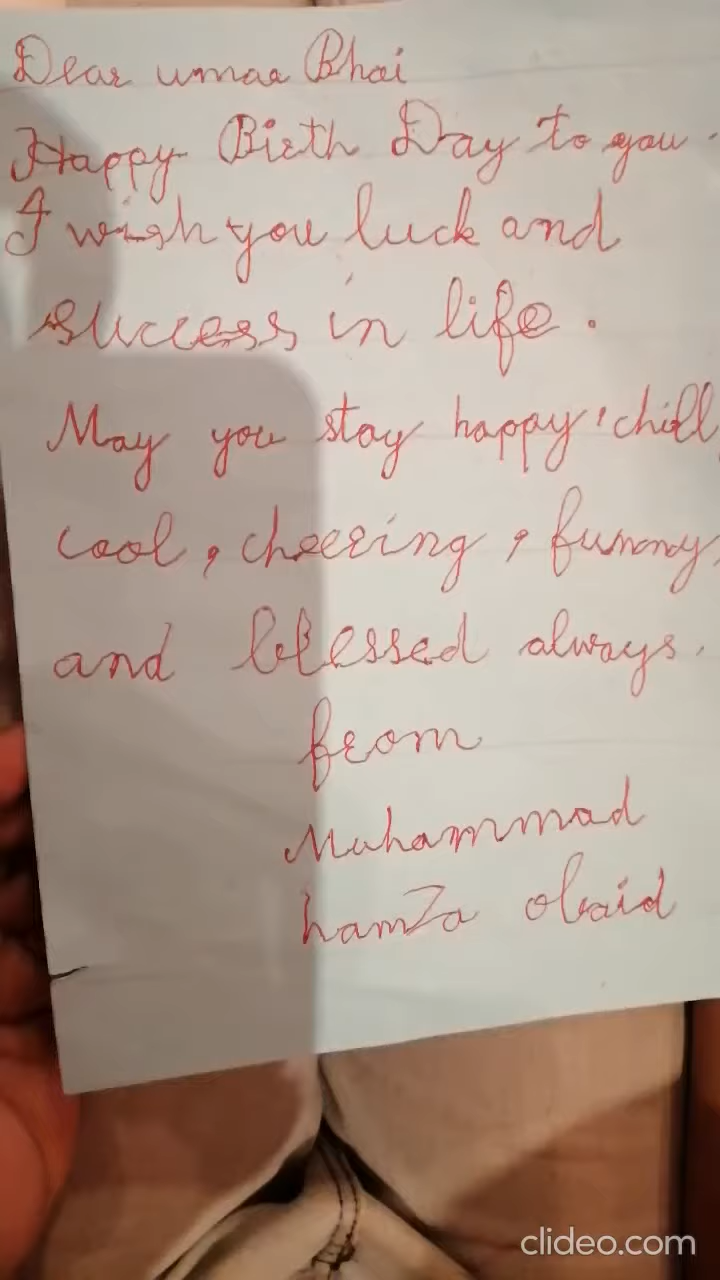 Dear umar Bhai
Happy Birth Day to you.
I wish you luck and
success in life.
May you stay happy, chill,
cool, cheering, funny,
and blessed always.
from
Muhammad
hamza obaid
clideo.com